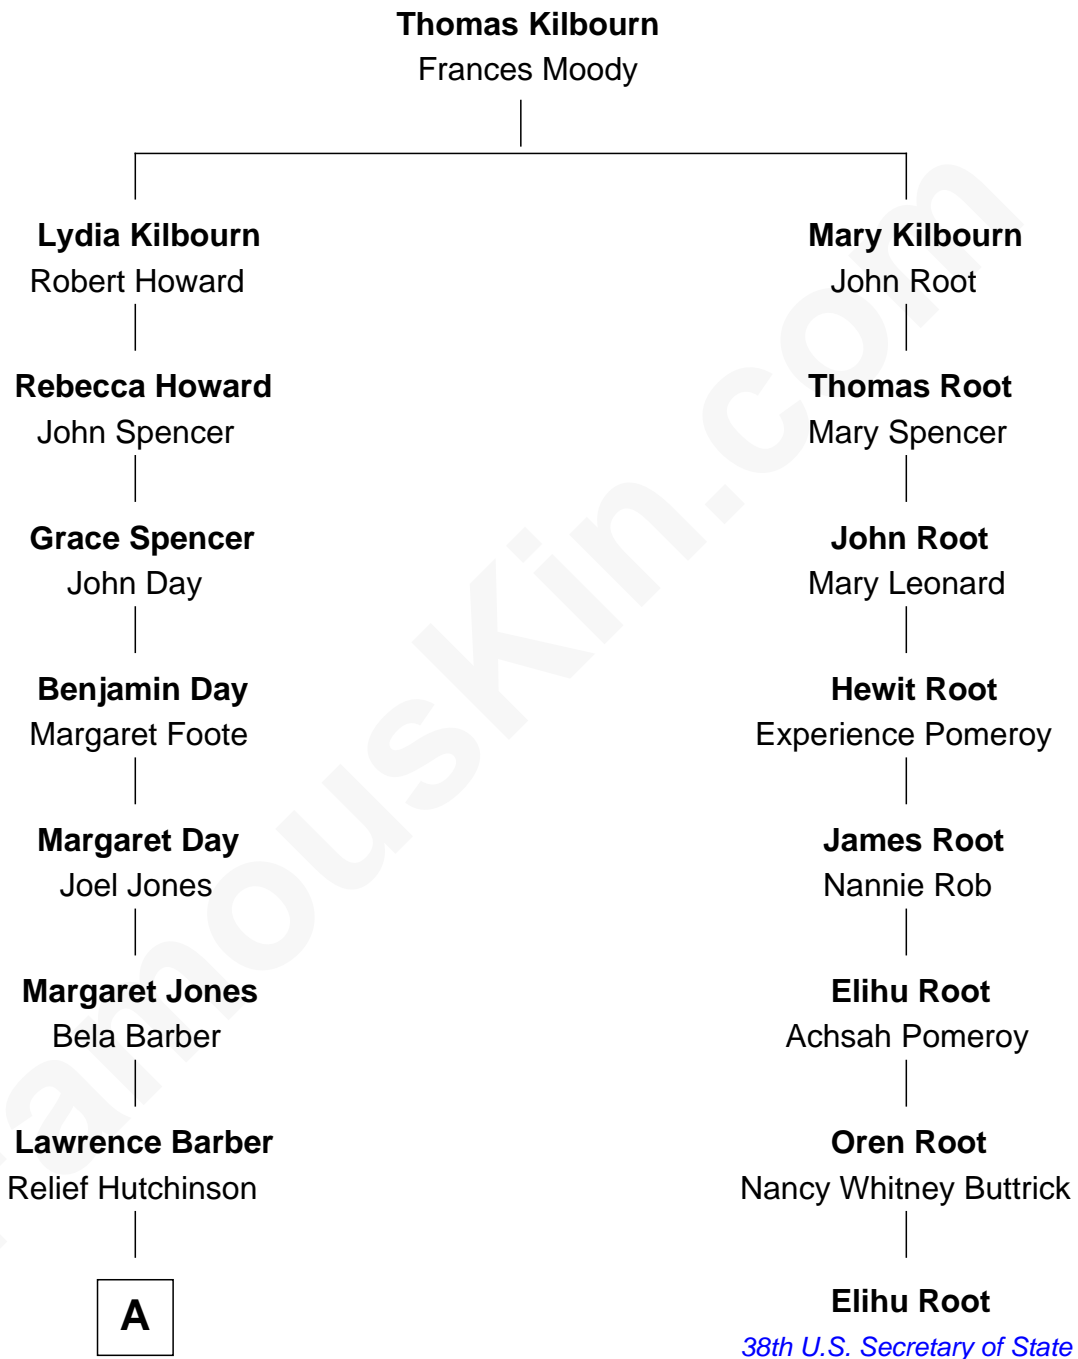 Thomas Kilbourn
Frances Moody
Lydia Kilbourn
Robert Howard
Mary Kilbourn
John Root
Rebecca Howard
John Spencer
Thomas Root
Mary Spencer
Grace Spencer
John Day
John Root
Mary Leonard
Benjamin Day
Margaret Foote
Hewit Root
Experience Pomeroy
Margaret Day
Joel Jones
James Root
Nannie Rob
Margaret Jones
Bela Barber
Elihu Root
Achsah Pomeroy
Lawrence Barber
Relief Hutchinson
Oren Root
Nancy Whitney Buttrick
A
Elihu Root
38th U.S. Secretary of State
FamousKin.com